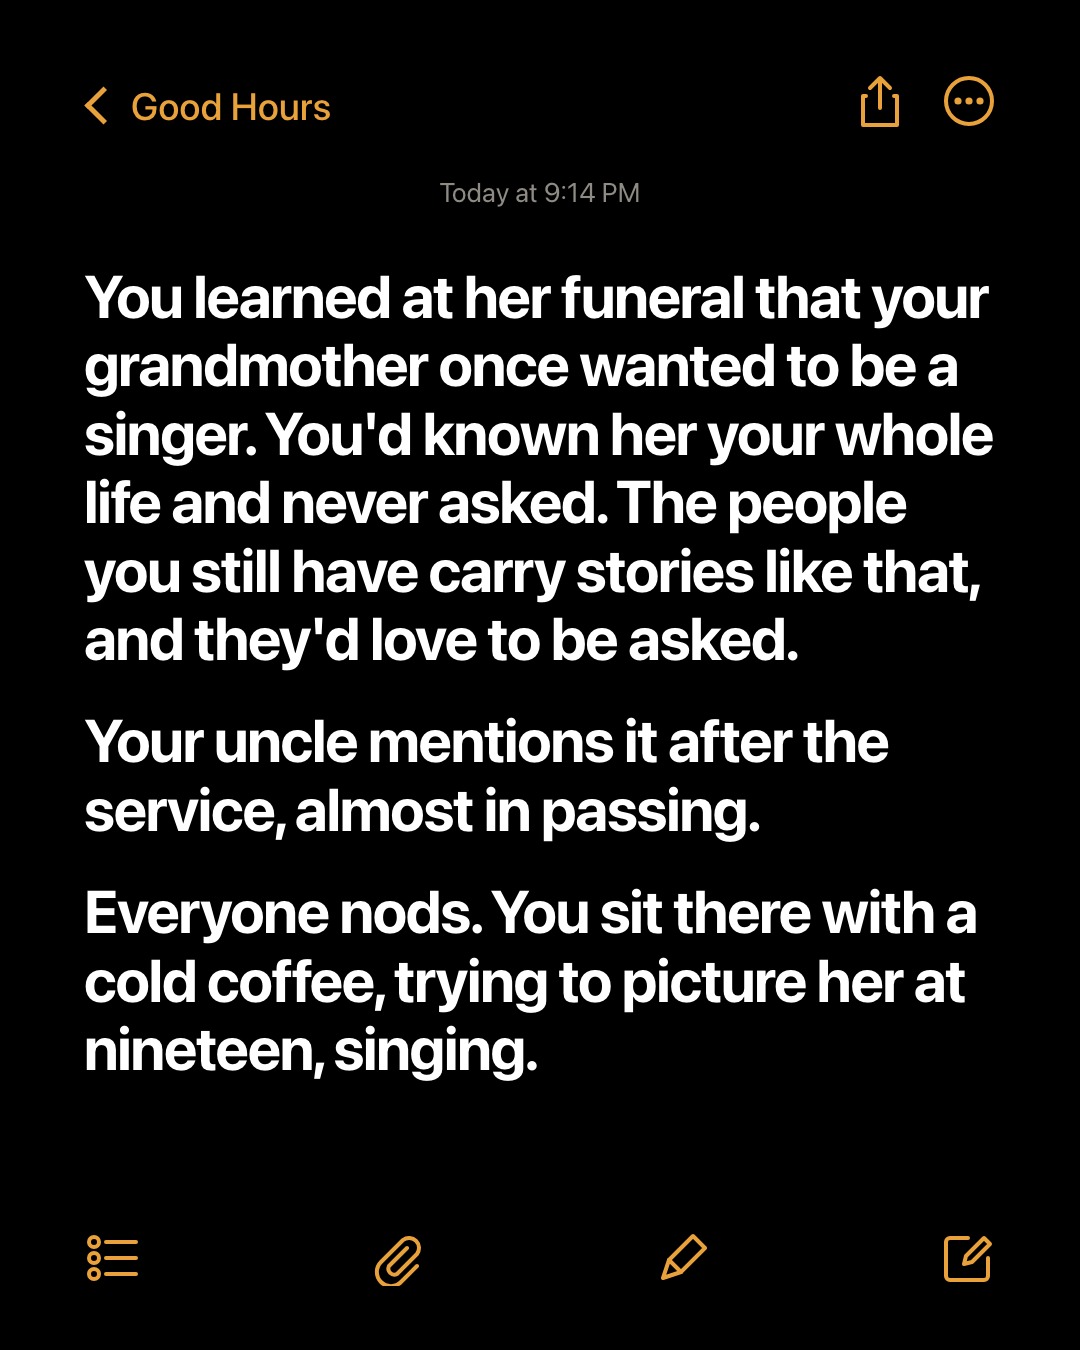 Good Hours
Today at 9:14 PM
You learned at her funeral that your
grandmother once wanted to be a
singer. You'd known her your whole
life and never asked. The people
you still have carry stories like that,
and they'd love to be asked.
Your uncle mentions it after the
service, almost in passing.
Everyone nods. You sit there with a
cold coffee, trying to picture her at
nineteen, singing.